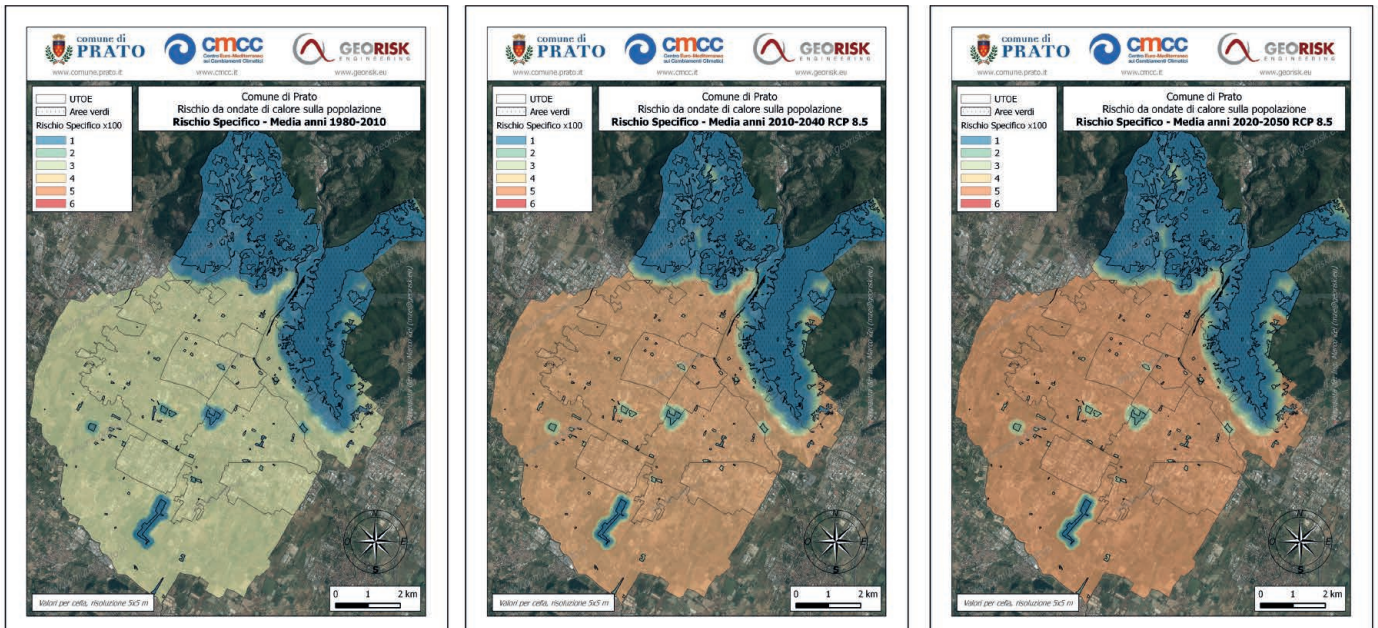 comune di
PRATO
www.comune.prato.it
cmcc
Centro Euro-Mediterraneo
sui Cambiamenti Climatici
www.cmcc.it
GEORISK
ENGINEERING
www.georisk.eu
UTOE
Aree verdi
Rischio Specifico x100
1
2
3
4
5
6
Comune di Prato
Rischio da ondate di calore sulla popolazione
Rischio Specifico - Media anni 1980-2010
N
E
S
O
Valori per cella, risoluzione 5x5 m
0 1 2 km
comune di
PRATO
www.comune.prato.it
cmcc
Centro Euro-Mediterraneo
sui Cambiamenti Climatici
www.cmcc.it
GEORISK
ENGINEERING
www.georisk.eu
UTOE
Aree verdi
Rischio Specifico x100
1
2
3
4
5
6
Comune di Prato
Rischio da ondate di calore sulla popolazione
Rischio Specifico - Media anni 2010-2040 RCP 8.5
N
E
S
O
Valori per cella, risoluzione 5x5 m
0 1 2 km
comune di
PRATO
www.comune.prato.it
cmcc
Centro Euro-Mediterraneo
sui Cambiamenti Climatici
www.cmcc.it
GEORISK
ENGINEERING
www.georisk.eu
UTOE
Aree verdi
Rischio Specifico x100
1
2
3
4
5
6
Comune di Prato
Rischio da ondate di calore sulla popolazione
Rischio Specifico - Media anni 2020-2050 RCP 8.5
N
E
S
O
Valori per cella, risoluzione 5x5 m
0 1 2 km